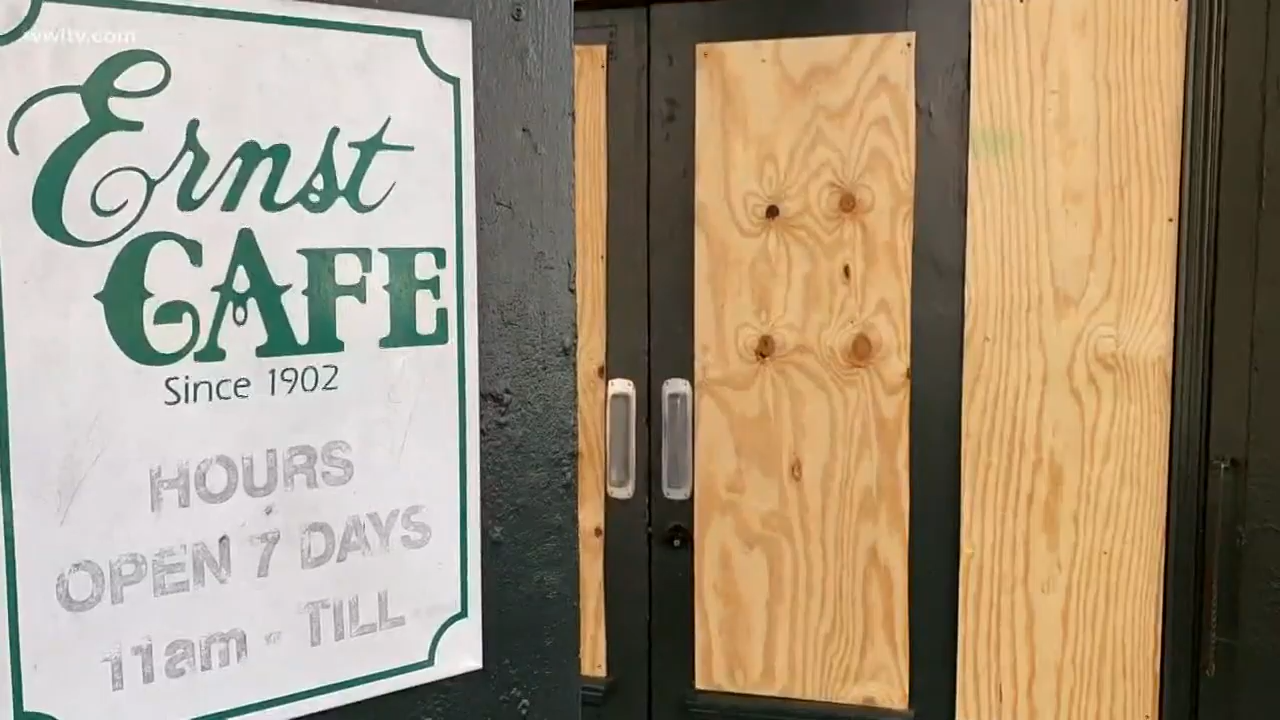 wwltv.com
Ernst
CAFE
Since 1902
HOURS
OPEN 7 DAYS
11am - TILL